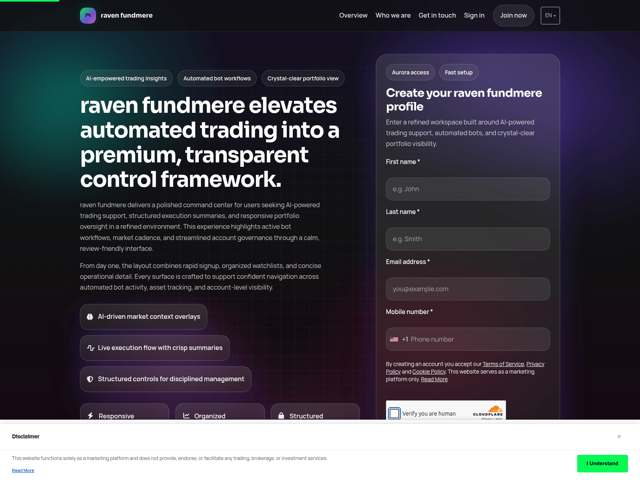 raven fundmere
Overview Who we are Get in touch Sign in Join now EN
AI-empowered trading insights Automated bot workflows Crystal-clear portfolio view
raven fundmere elevates
automated trading into a
premium, transparent
control framework.
raven fundmere delivers a polished command center for users seeking AI-powered
trading support, structured execution summaries, and responsive portfolio
oversight in a refined environment. This experience highlights active bot
workflows, market cadence, and streamlined account governance through a calm,
review-friendly interface.
From day one, the layout combines rapid signup, organized watchlists, and concise
operational detail. Every surface is crafted to support confident navigation across
automated bot activity, asset tracking, and account-level visibility.
AI-driven market context overlays
Live execution flow with crisp summaries
Structured controls for disciplined management
Responsive Organized Structured
Aurora access Fast setup
Create your raven fundmere
profile
Enter a refined workspace built around AI-powered
trading support, automated bots, and crystal-clear
portfolio visibility.
First name *
e.g. John
Last name *
e.g. Smith
Email address *
you@example.com
Mobile number *
+1 Phone number
By creating an account you accept our Terms of Service, Privacy
Policy and Cookie Policy. This website serves as a marketing
platform only. Read More
Verify you are human
CLOUDFLARE
Disclaimer
×
This website functions solely as a marketing platform and does not provide, endorse, or facilitate any trading, brokerage, or investment services.
Read More
I Understand